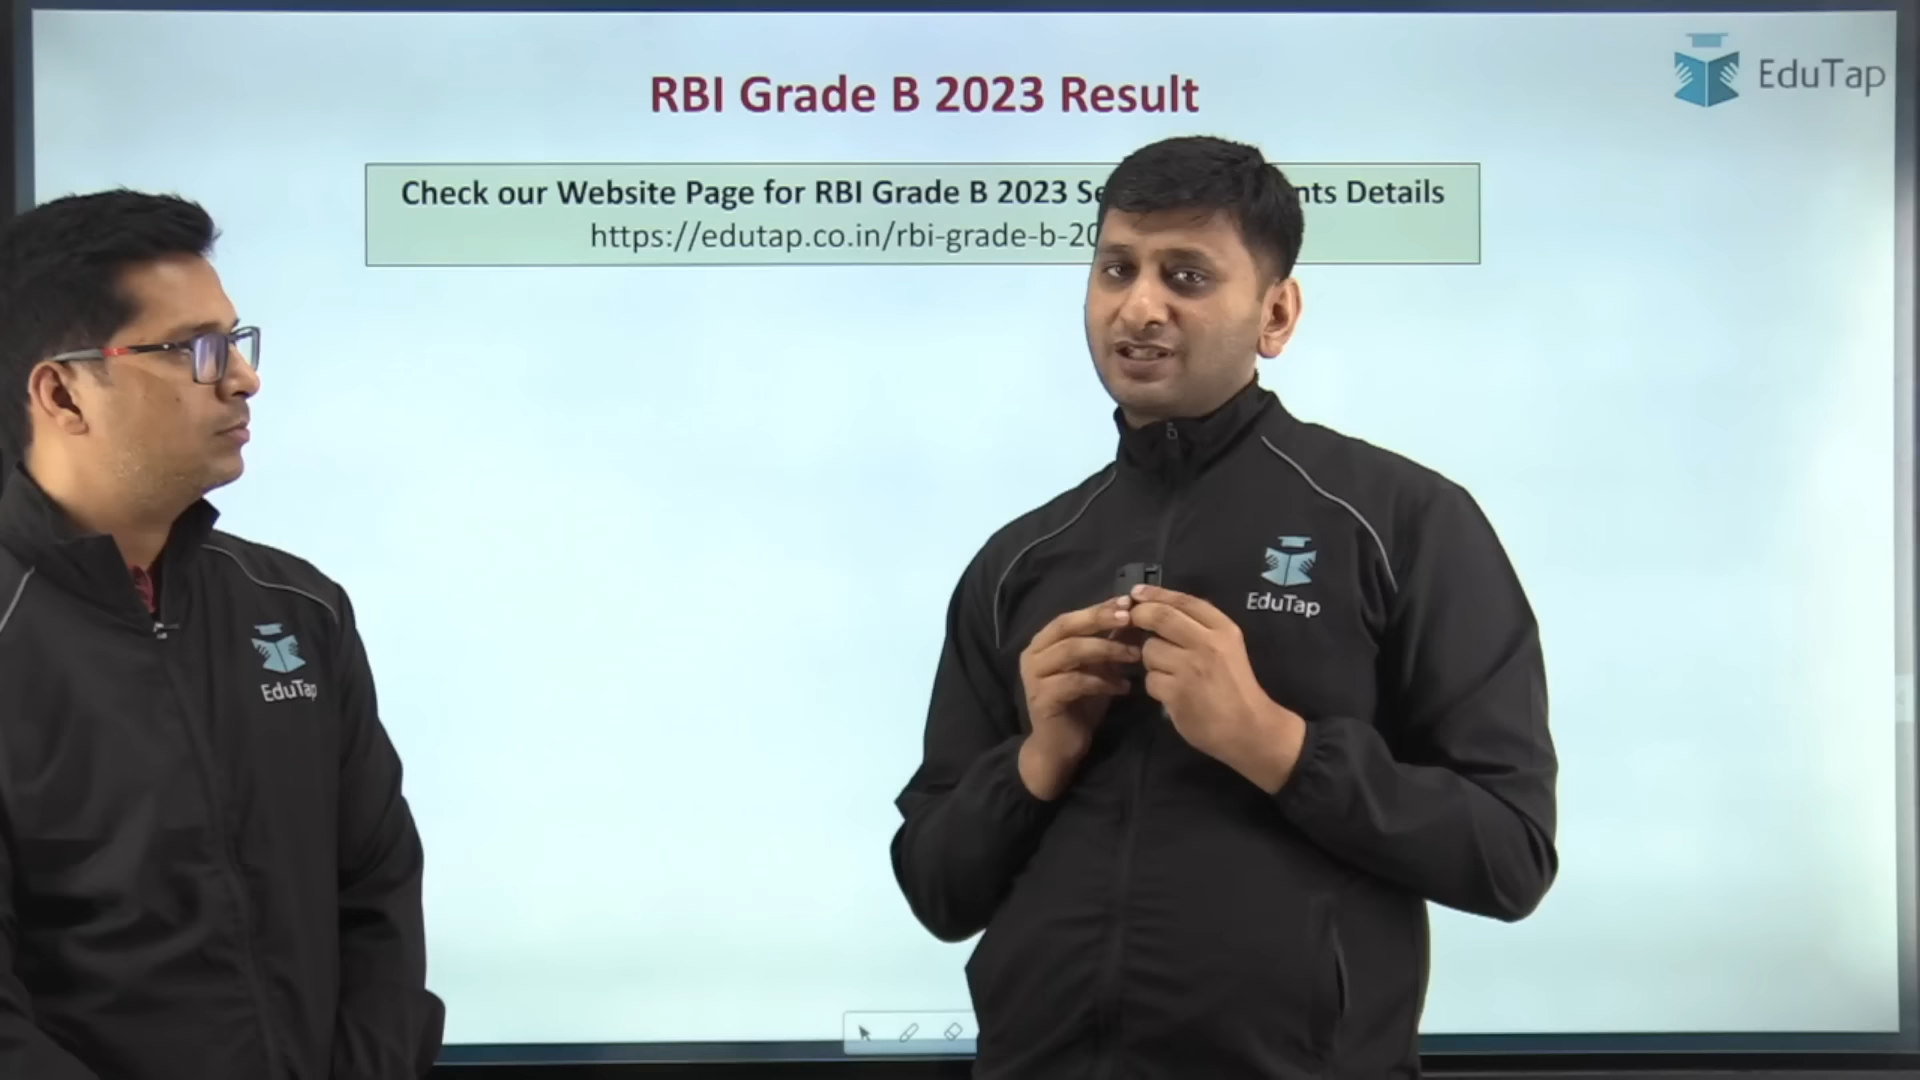 EduTap
RBI Grade B 2023 Result
Check our Website Page for RBI Grade B 2023 Se nts Details
https://edutap.co.in/rbi-grade-b-20
EduTap
EduTap